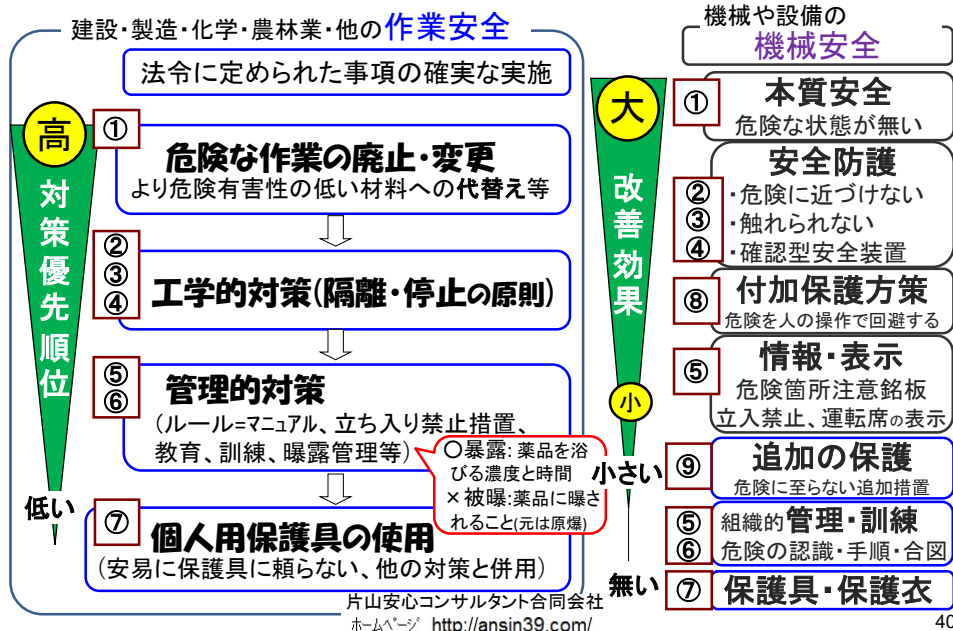 建設・製造・化学・農林業・他の作業安全
法令に定められた事項の確実な実施
高
対策優先順位
低い
①
危険な作業の廃止・変更
より危険有害性の低い材料への代替え等
②
③
④
工学的対策(隔離・停止の原則)
⑤
⑥
管理的対策
(ルール=マニュアル、立ち入り禁止措置、
教育、訓練、曝露管理等)
〇暴露:薬品を浴
びる濃度と時間
×被曝:薬品に曝さ
れること(元は原爆)
⑦
個人用保護具の使用
(安易に保護具に頼らない、他の対策と併用)
大
改善効果
小
小さい
無い
機械や設備の
機械安全
①
本質安全
危険な状態が無い
安全防護
②
・危険に近づけない
③
・触れられない
④
・確認型安全装置
⑧
付加保護方策
危険を人の操作で回避する
⑤
情報・表示
危険箇所注意銘板
立入禁止、運転席の表示
⑨
追加の保護
危険に至らない追加措置
⑤
組織的管理・訓練
⑥
危険の認識・手順・合図
⑦
保護具・保護衣
片山安心コンサルタント合同会社
ホームページ http://ansin39.com/
40